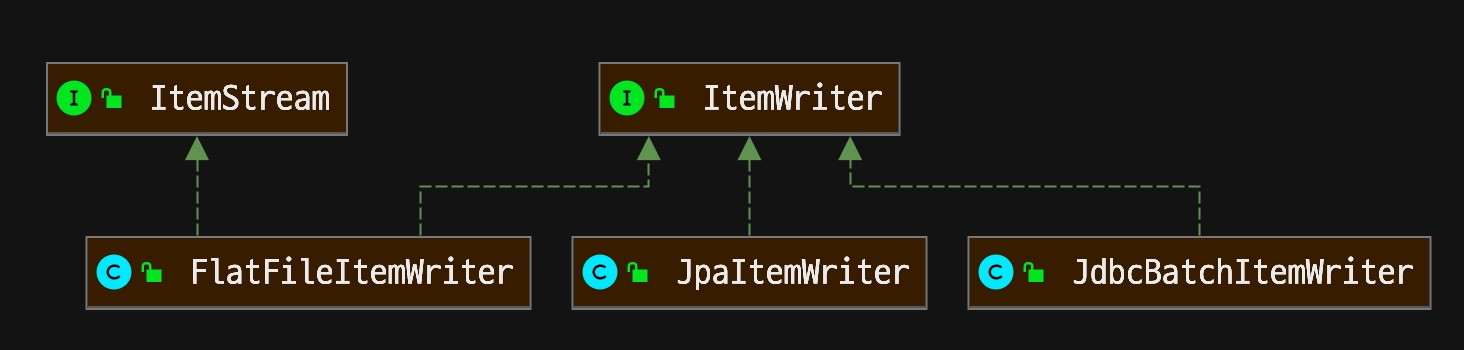 I ItemStream
I ItemWriter
C FlatFileItemWriter
C JpaItemWriter
C JdbcBatchItemWriter